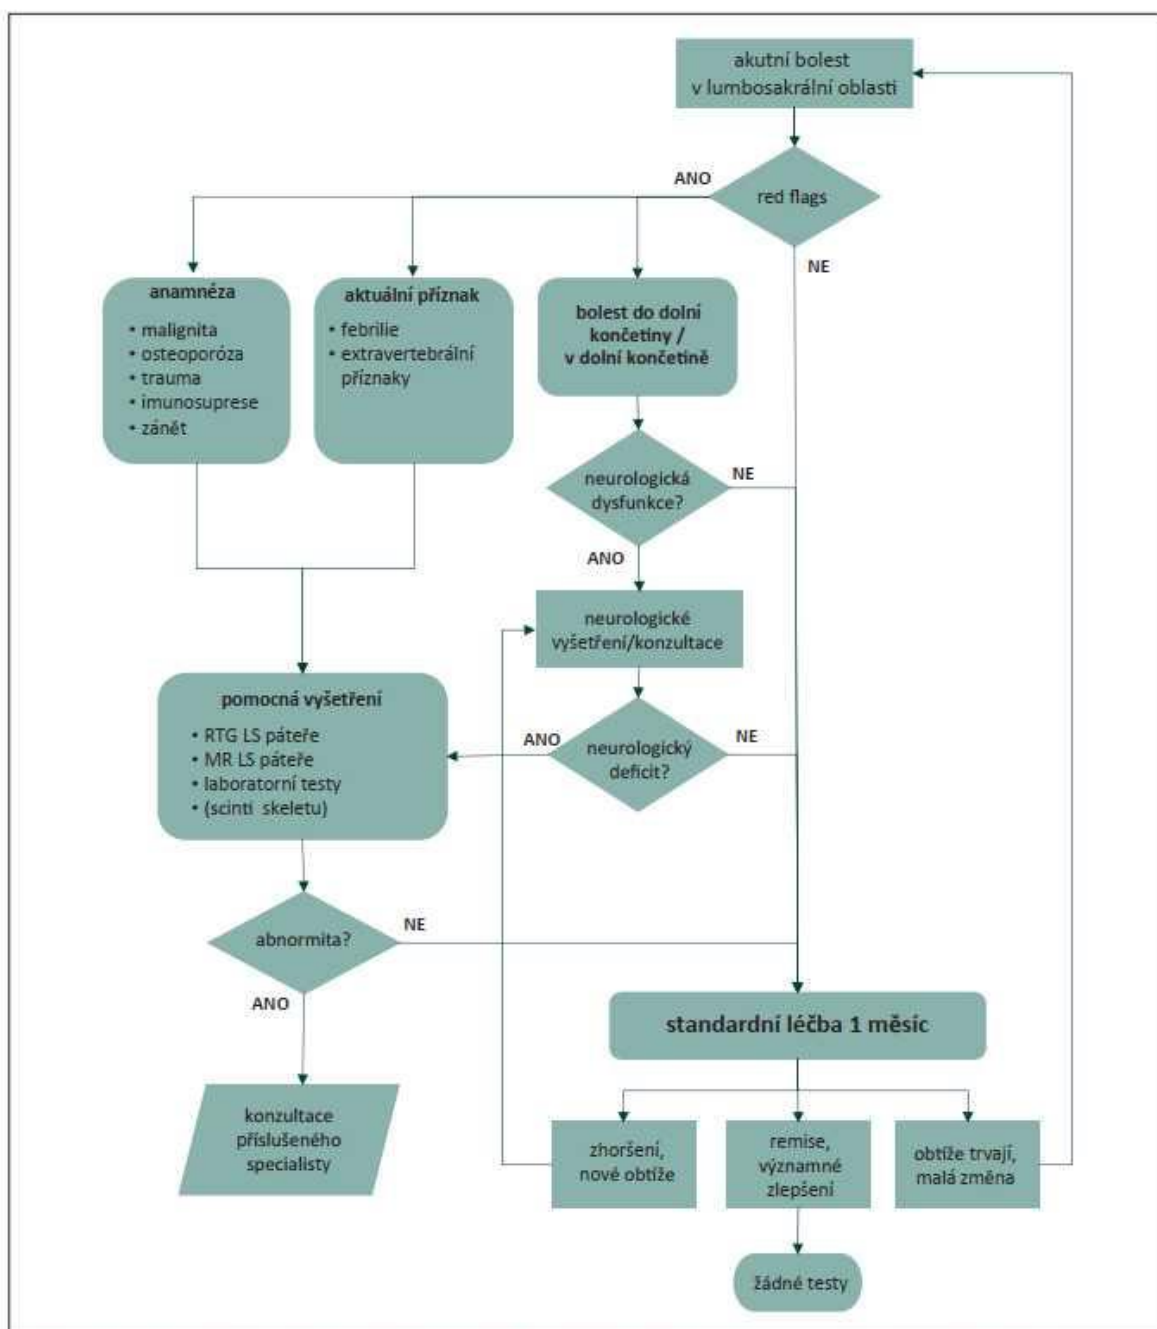 akutní bolest
v lumbosakrální oblasti
ANO
red flags
NE
anamnéza
• malignita
• osteoporóza
• trauma
• imunosuprese
• zánět
aktuální příznak
• febrilie
• extravertebrální
příznaky
bolest do dolní
končetiny /
v dolní končetině
neurologická
dysfunkce?
NE
ANO
neurologické
vyšetření/konzultace
pomocná vyšetření
• RTG LS páteře
• MR LS páteře
• laboratorní testy
• (scinti skeletu)
ANO
neurologický
deficit?
NE
abnormita?
NE
ANO
konzultace
příslušeného
specialisty
standardní léčba 1 měsíc
zhoršení,
nové obtíže
remise,
významné
zlepšení
obtíže trvají,
malá změna
žádné testy